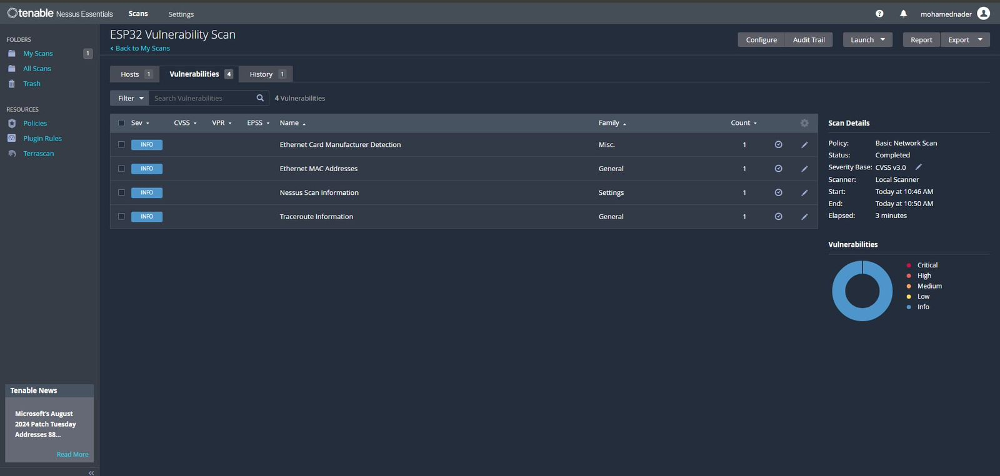 tenable Nessus Essentials Scans Settings mohamednader
FOLDERS
My Scans 1
All Scans
Trash
RESOURCES
Policies
Plugin Rules
Terrascan
Tenable News
Microsoft's August
2024 Patch Tuesday
Addresses 88...
Read More
ESP32 Vulnerability Scan
Back to My Scans
Configure Audit Trail Launch Report Export
Hosts 1 Vulnerabilities 4 History 1
Filter Search Vulnerabilities 4 Vulnerabilities
Sev CVSS VPR EPSS Name Family Count
INFO Ethernet Card Manufacturer Detection Misc. 1
INFO Ethernet MAC Addresses General 1
INFO Nessus Scan Information Settings 1
INFO Traceroute Information General 1
Scan Details
Policy: Basic Network Scan
Status: Completed
Severity Base: CVSS v3.0
Scanner: Local Scanner
Start: Today at 10:46 AM
End: Today at 10:50 AM
Elapsed: 3 minutes
Vulnerabilities
Critical
High
Medium
Low
Info